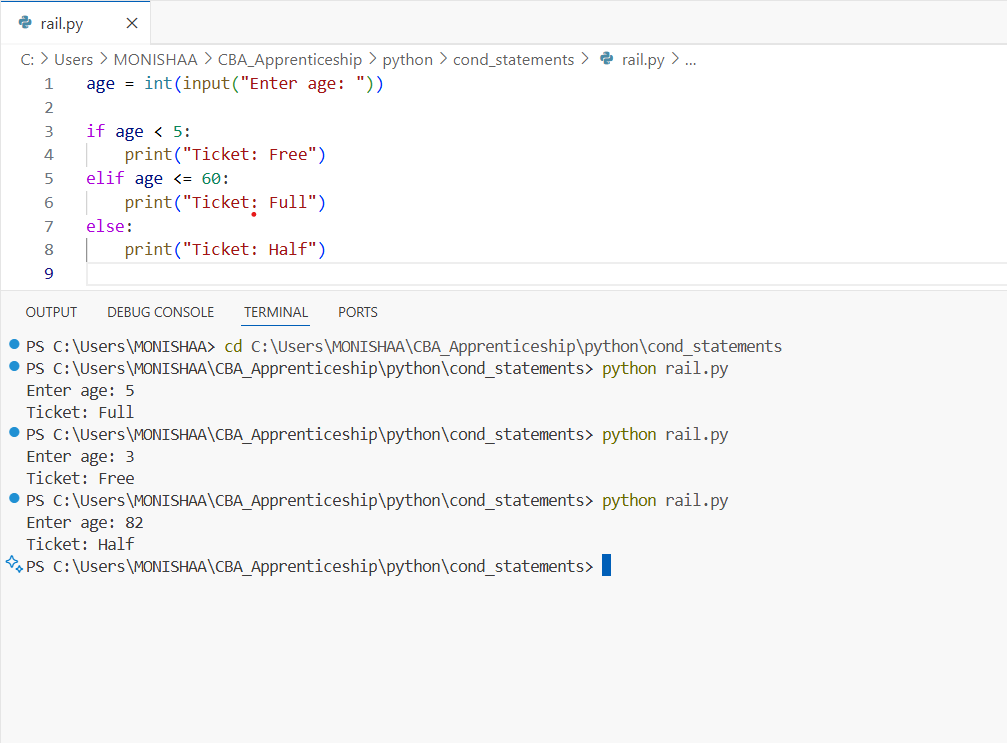 rail.py
C: > Users > MONISHAA > CBA_Apprenticeship > python > cond_statements > rail.py > ...
1 age = int(input("Enter age: "))
2
3 if age < 5:
4     print("Ticket: Free")
5 elif age <= 60:
6     print("Ticket: Full")
7 else:
8     print("Ticket: Half")
9
OUTPUT DEBUG CONSOLE TERMINAL PORTS
PS C:\Users\MONISHAA> cd C:\Users\MONISHAA\CBA_Apprenticeship\python\cond_statements
PS C:\Users\MONISHAA\CBA_Apprenticeship\python\cond_statements> python rail.py
Enter age: 5
Ticket: Full
PS C:\Users\MONISHAA\CBA_Apprenticeship\python\cond_statements> python rail.py
Enter age: 3
Ticket: Free
PS C:\Users\MONISHAA\CBA_Apprenticeship\python\cond_statements> python rail.py
Enter age: 82
Ticket: Half
PS C:\Users\MONISHAA\CBA_Apprenticeship\python\cond_statements>